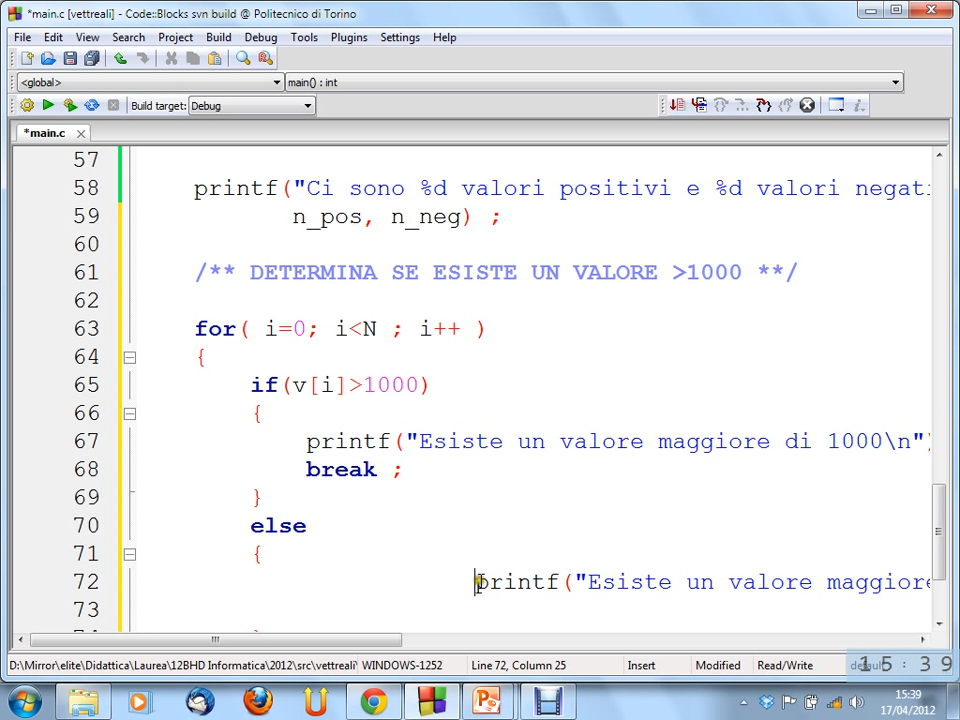 *main.c [vettreali] - Code::Blocks svn build @ Politecnico di Torino
File Edit View Search Project Build Debug Tools Plugins Settings Help
<global> main() : int
Build target: Debug
*main.c
57
58 printf("Ci sono %d valori positivi e %d valori negati
59 n_pos, n_neg) ;
60
61 /** DETERMINA SE ESISTE UN VALORE >1000 **/
62
63 for( i=0; i<N ; i++ )
64 {
65 if(v[i]>1000)
66 {
67 printf("Esiste un valore maggiore di 1000\n")
68 break ;
69 }
70 else
71 {
72 printf("Esiste un valore maggiore
73
D:\Mirror\elite\Didattica\Laurea\12BHD Informatica\2012\src\vettreali\ WINDOWS-1252 Line 72, Column 25 Insert Modified Read/Write default
15:39
15:39
17/04/2012